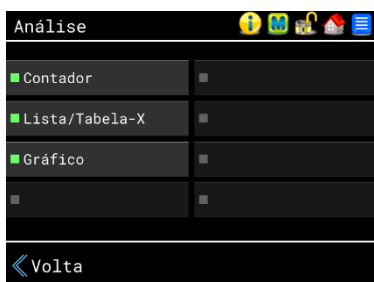 Análise
M
Contador
Lista/Tabela-X
Gráfico
Volta